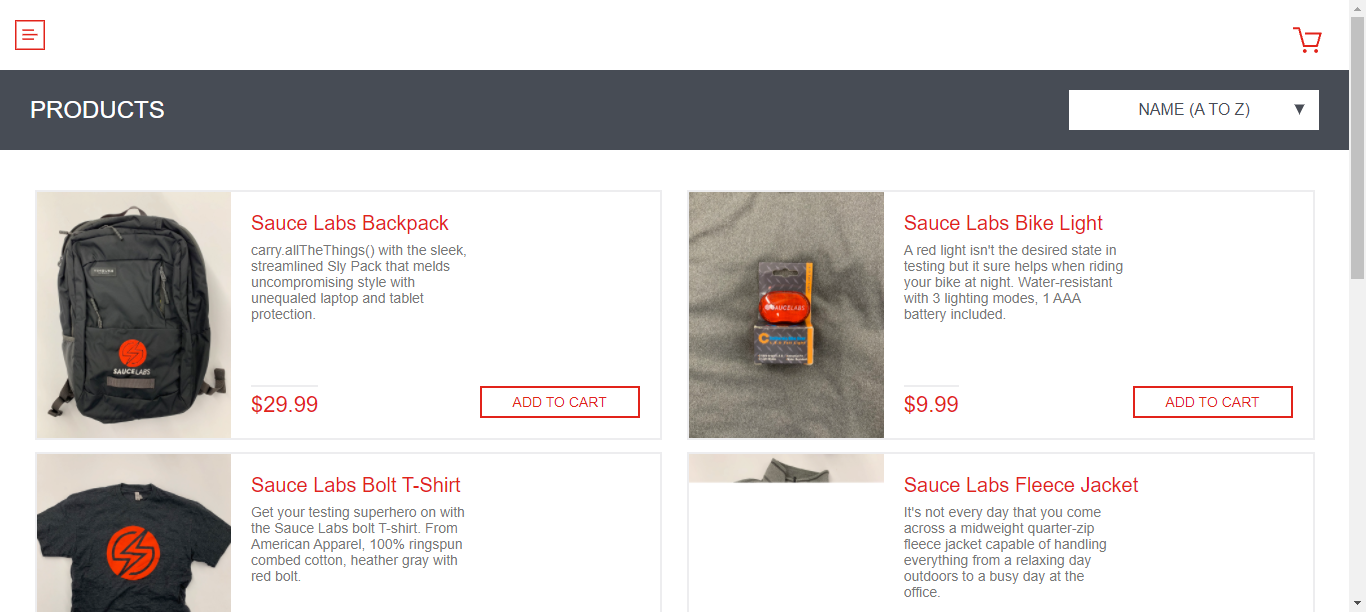 PRODUCTS
NAME (A TO Z)
Sauce Labs Backpack
carry.allTheThings() with the sleek,
streamlined Sly Pack that melds
uncompromising style with
unequaled laptop and tablet
protection.
$29.99
ADD TO CART
SAUCELABS
Sauce Labs Bike Light
A red light isn't the desired state in
testing but it sure helps when riding
your bike at night. Water-resistant
with 3 lighting modes, 1 AAA
battery included.
$9.99
ADD TO CART
SAUCELABS
Sauce Labs Bolt T-Shirt
Get your testing superhero on with
the Sauce Labs bolt T-shirt. From
American Apparel, 100% ringspun
combed cotton, heather gray with
red bolt.
Sauce Labs Fleece Jacket
It's not every day that you come
across a midweight quarter-zip
fleece jacket capable of handling
everything from a relaxing day
outdoors to a busy day at the
office.